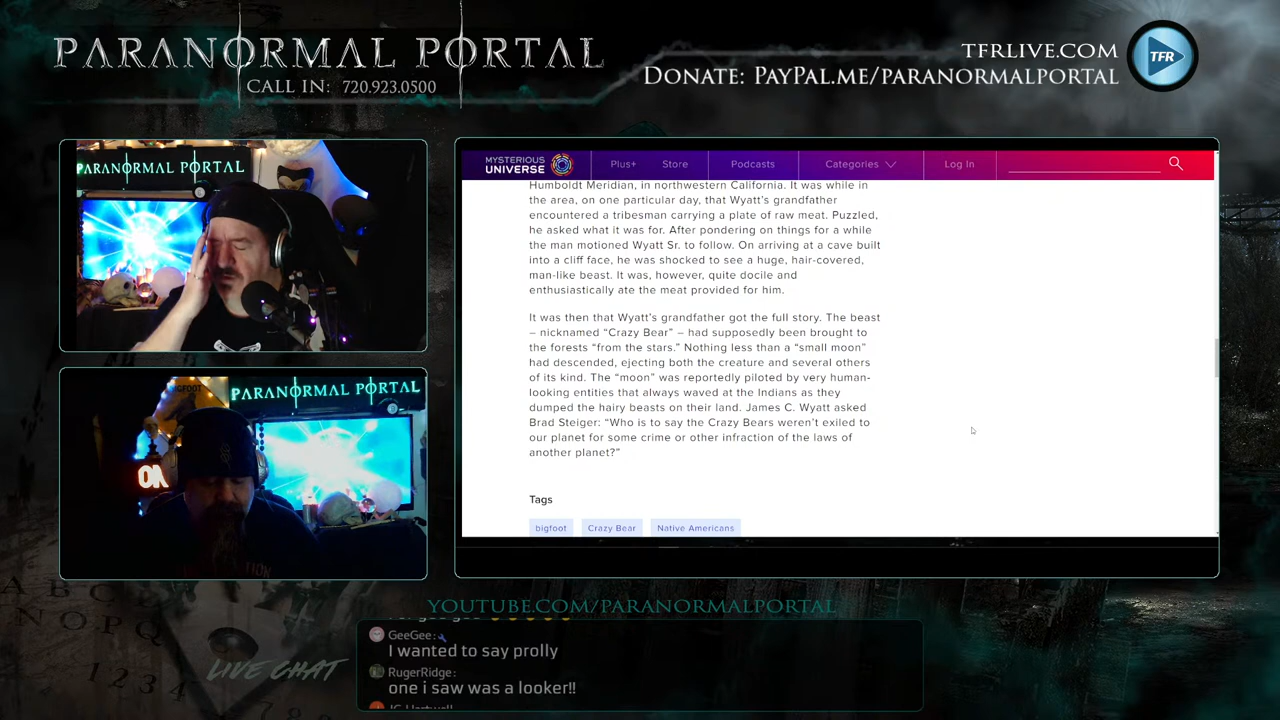 PARANORMAL PORTAL
CALL IN: 720.923.0500
TFRLIVE.COM
DONATE: PAYPAL.ME/PARANORMALPORTAL
TFR
PARANORMAL PORTAL
BIGFOOT
PARANORMAL PORTAL
ON
MYSTERIOUS
UNIVERSE
Plus+ Store Podcasts Categories Log In
Humboldt Meridian, in northwestern California. It was while in
the area, on one particular day, that Wyatt’s grandfather
encountered a tribesman carrying a plate of raw meat. Puzzled,
he asked what it was for. After pondering on things for a while
the man motioned Wyatt Sr. to follow. On arriving at a cave built
into a cliff face, he was shocked to see a huge, hair-covered,
man-like beast. It was, however, quite docile and
enthusiastically ate the meat provided for him.
It was then that Wyatt’s grandfather got the full story. The beast
– nicknamed “Crazy Bear” – had supposedly been brought to
the forests “from the stars.” Nothing less than a “small moon”
had descended, ejecting both the creature and several others
of its kind. The “moon” was reportedly piloted by very human-
looking entities that always waved at the Indians as they
dumped the hairy beasts on their land. James C. Wyatt asked
Brad Steiger: “Who is to say the Crazy Bears weren’t exiled to
our planet for some crime or other infraction of the laws of
another planet?”
Tags
bigfoot Crazy Bear Native Americans
YOUTUBE.COM/PARANORMALPORTAL
LIVE CHAT
GeeGee:
I wanted to say prolly
RugerRidge:
one i saw was a looker!!
A B C D
N O P Q
1 2 3 4